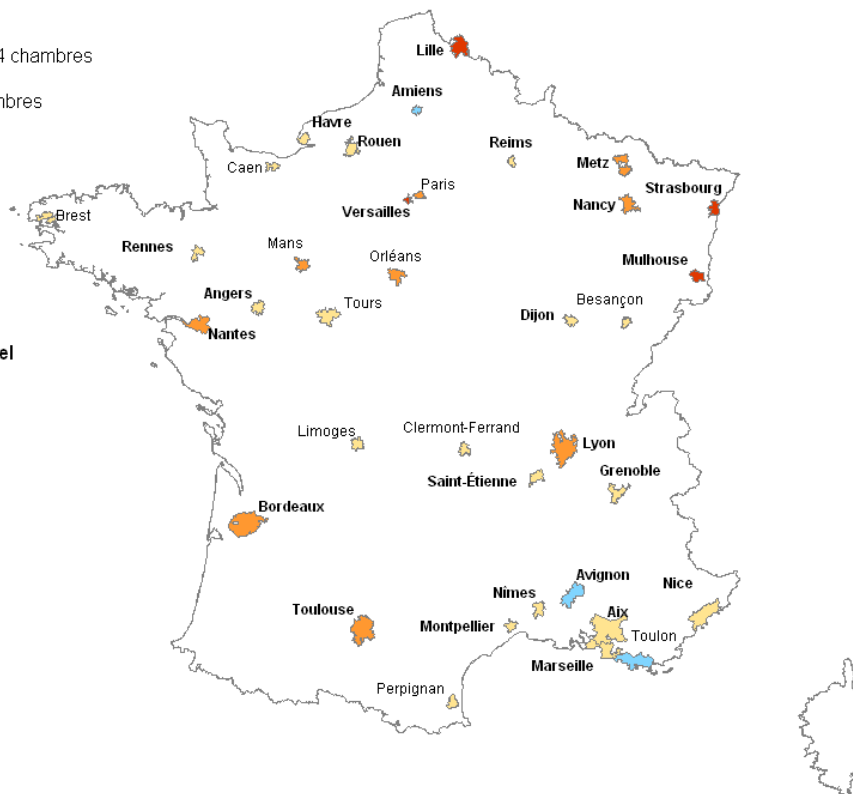 4 chambres
mbres
el
Lille
Amiens
Havre
Rouen
Reims
Caen
Metz
Paris
Strasbourg
Versailles
Nancy
Brest
Rennes
Mans
Orléans
Mulhouse
Angers
Tours
Besançon
Dijon
Nantes
Limoges
Clermont-Ferrand
Lyon
Saint-Étienne
Grenoble
Bordeaux
Avignon
Nice
Nîmes
Toulouse
Aix
Montpellier
Toulon
Marseille
Perpignan